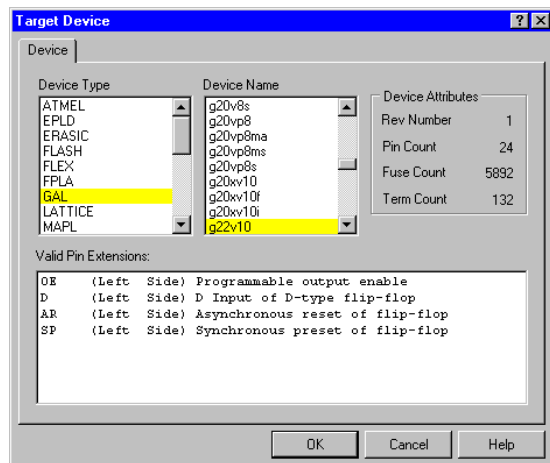 Target Device
Device
Device Type
ATMEL
EPLD
ERASIC
FLASH
FLEX
FPLA
GAL
LATTICE
MAPL
Device Name
g20v8s
g20vp8
g20vp8ma
g20vp8ms
g20vp8s
g20xv10
g20xv10f
g20xv10i
g22v10
Device Attributes
Rev Number 1
Pin Count 24
Fuse Count 5892
Term Count 132
Valid Pin Extensions:
OE (Left Side) Programmable output enable
D (Left Side) D Input of D-type flip-flop
AR (Left Side) Asynchronous reset of flip-flop
SP (Left Side) Synchronous preset of flip-flop
OK Cancel Help